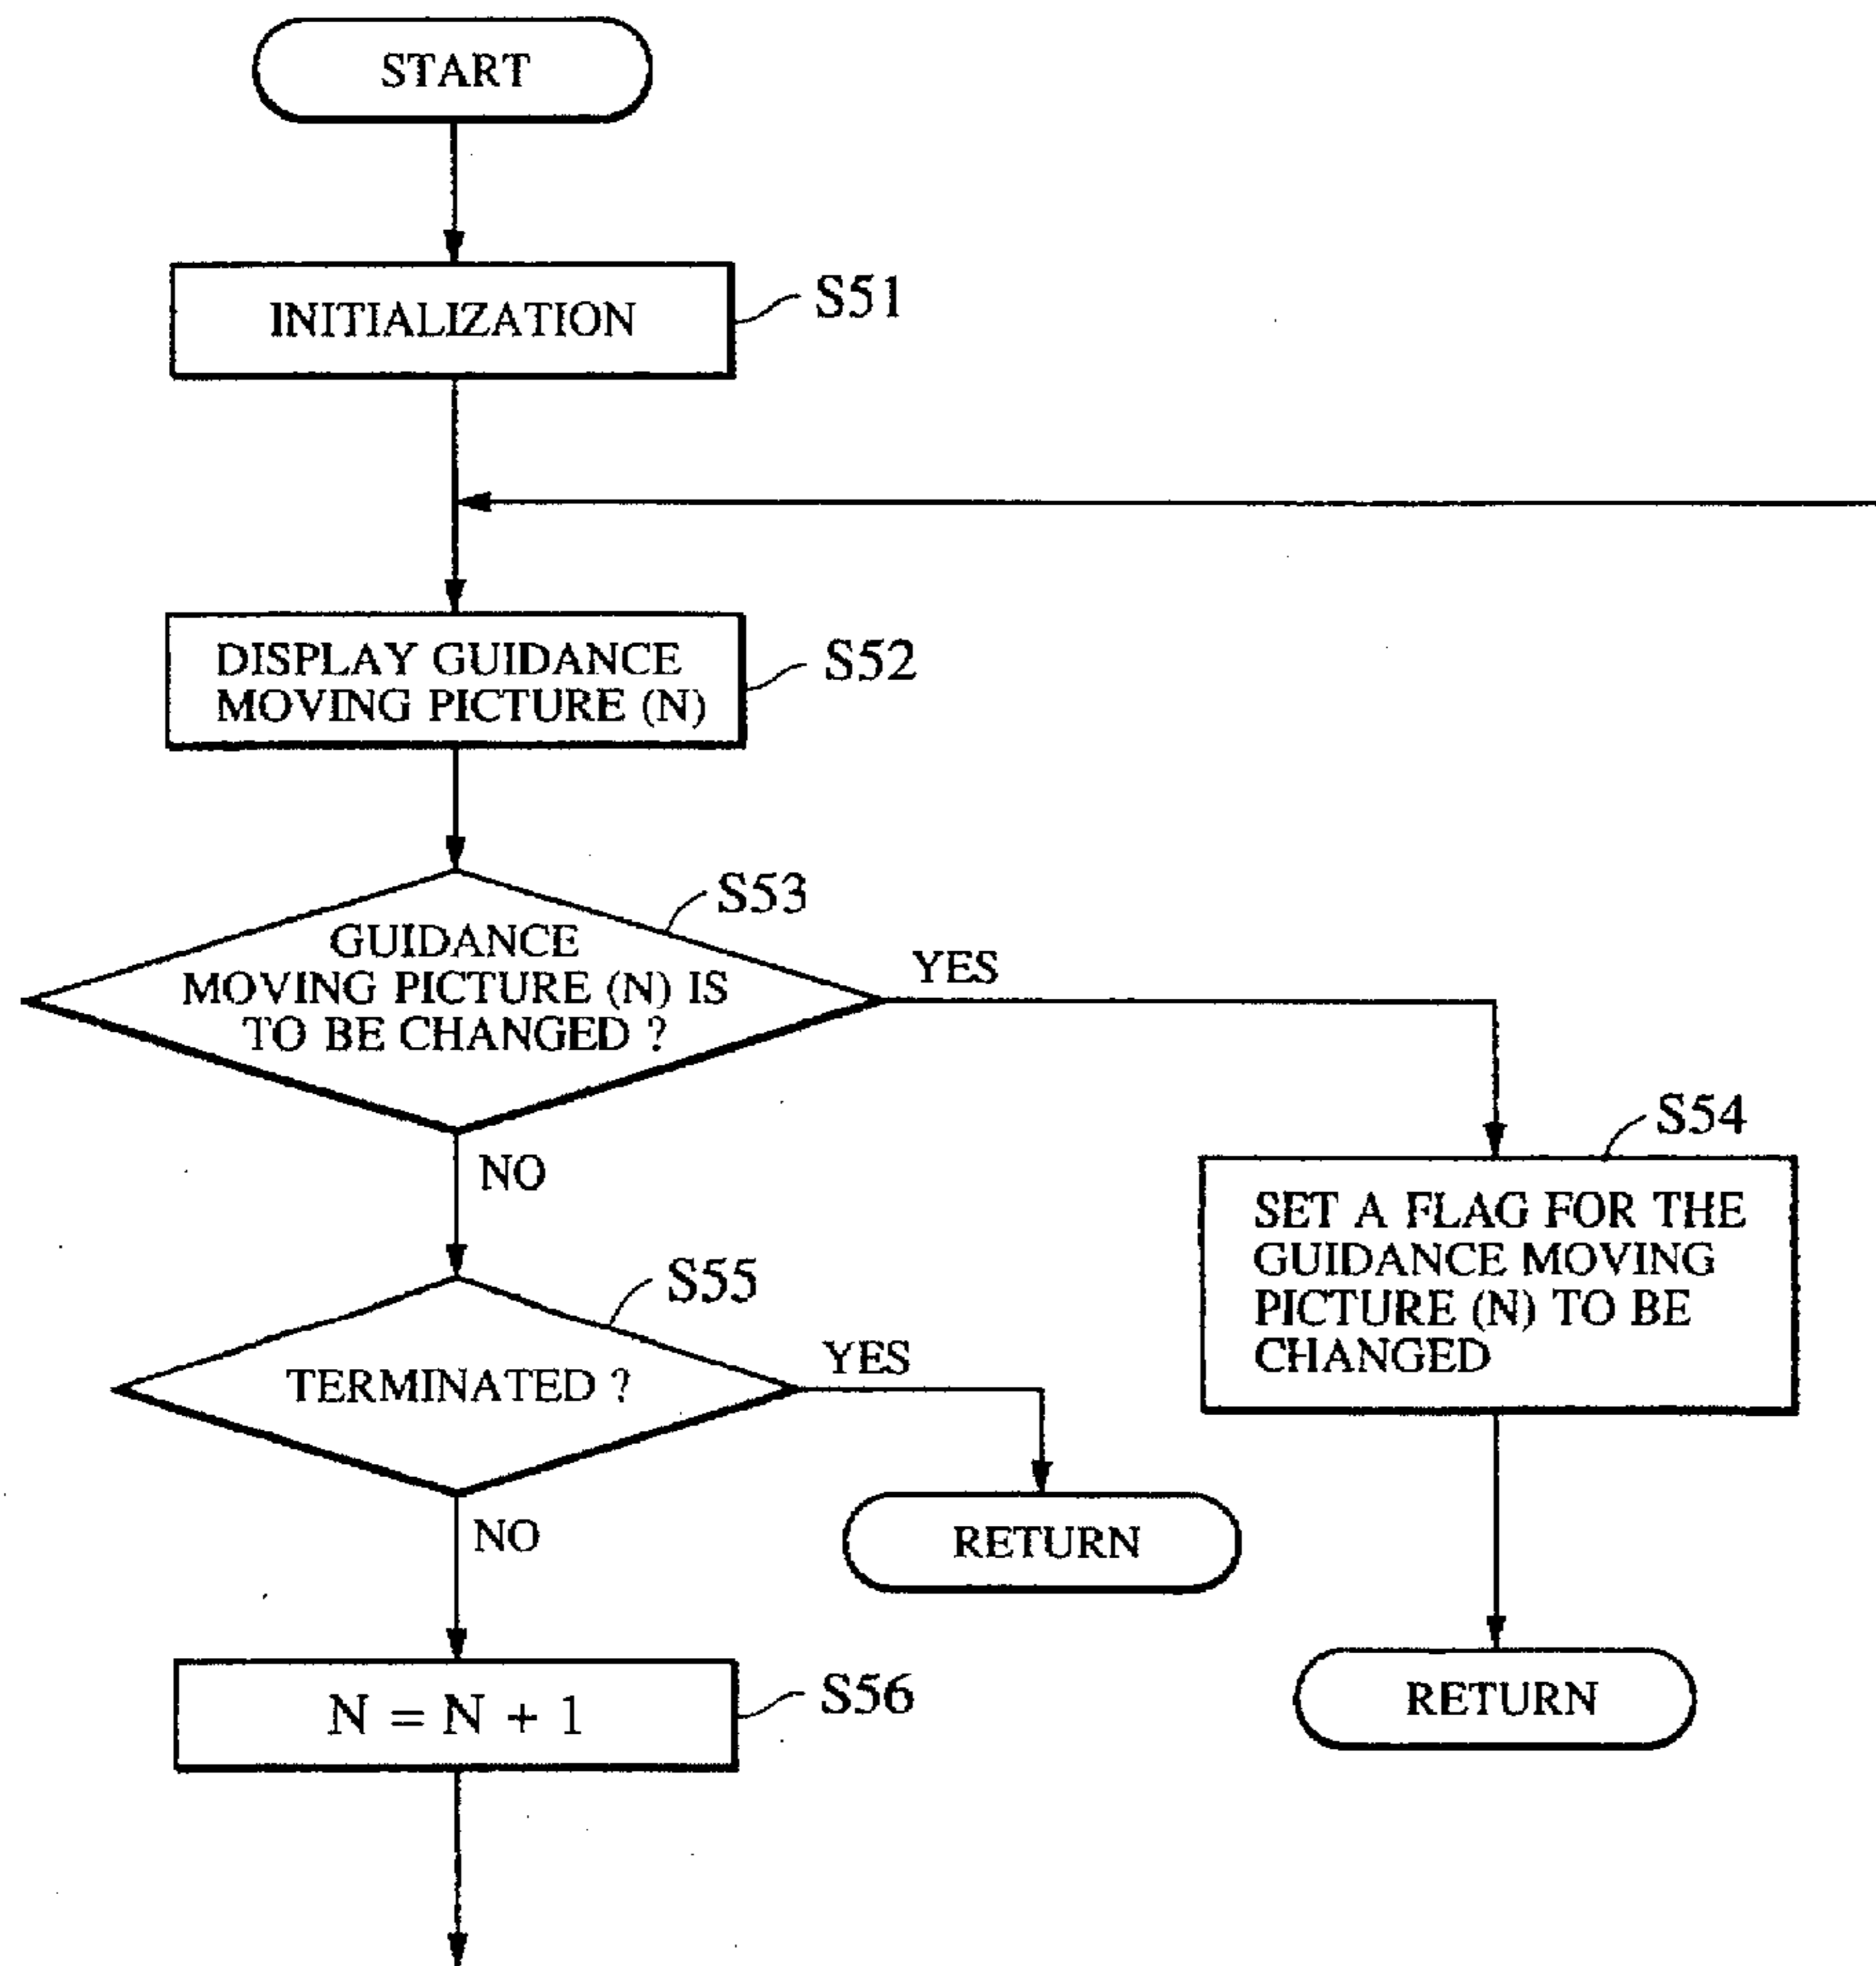 START
INITIALIZATION
S51
DISPLAY GUIDANCE
MOVING PICTURE (N)
S52
S53
GUIDANCE
MOVING PICTURE (N) IS
TO BE CHANGED ?
YES
NO
S54
SET A FLAG FOR THE
GUIDANCE MOVING
PICTURE (N) TO BE
CHANGED
S55
TERMINATED ?
YES
RETURN
NO
RETURN
N = N + 1
S56